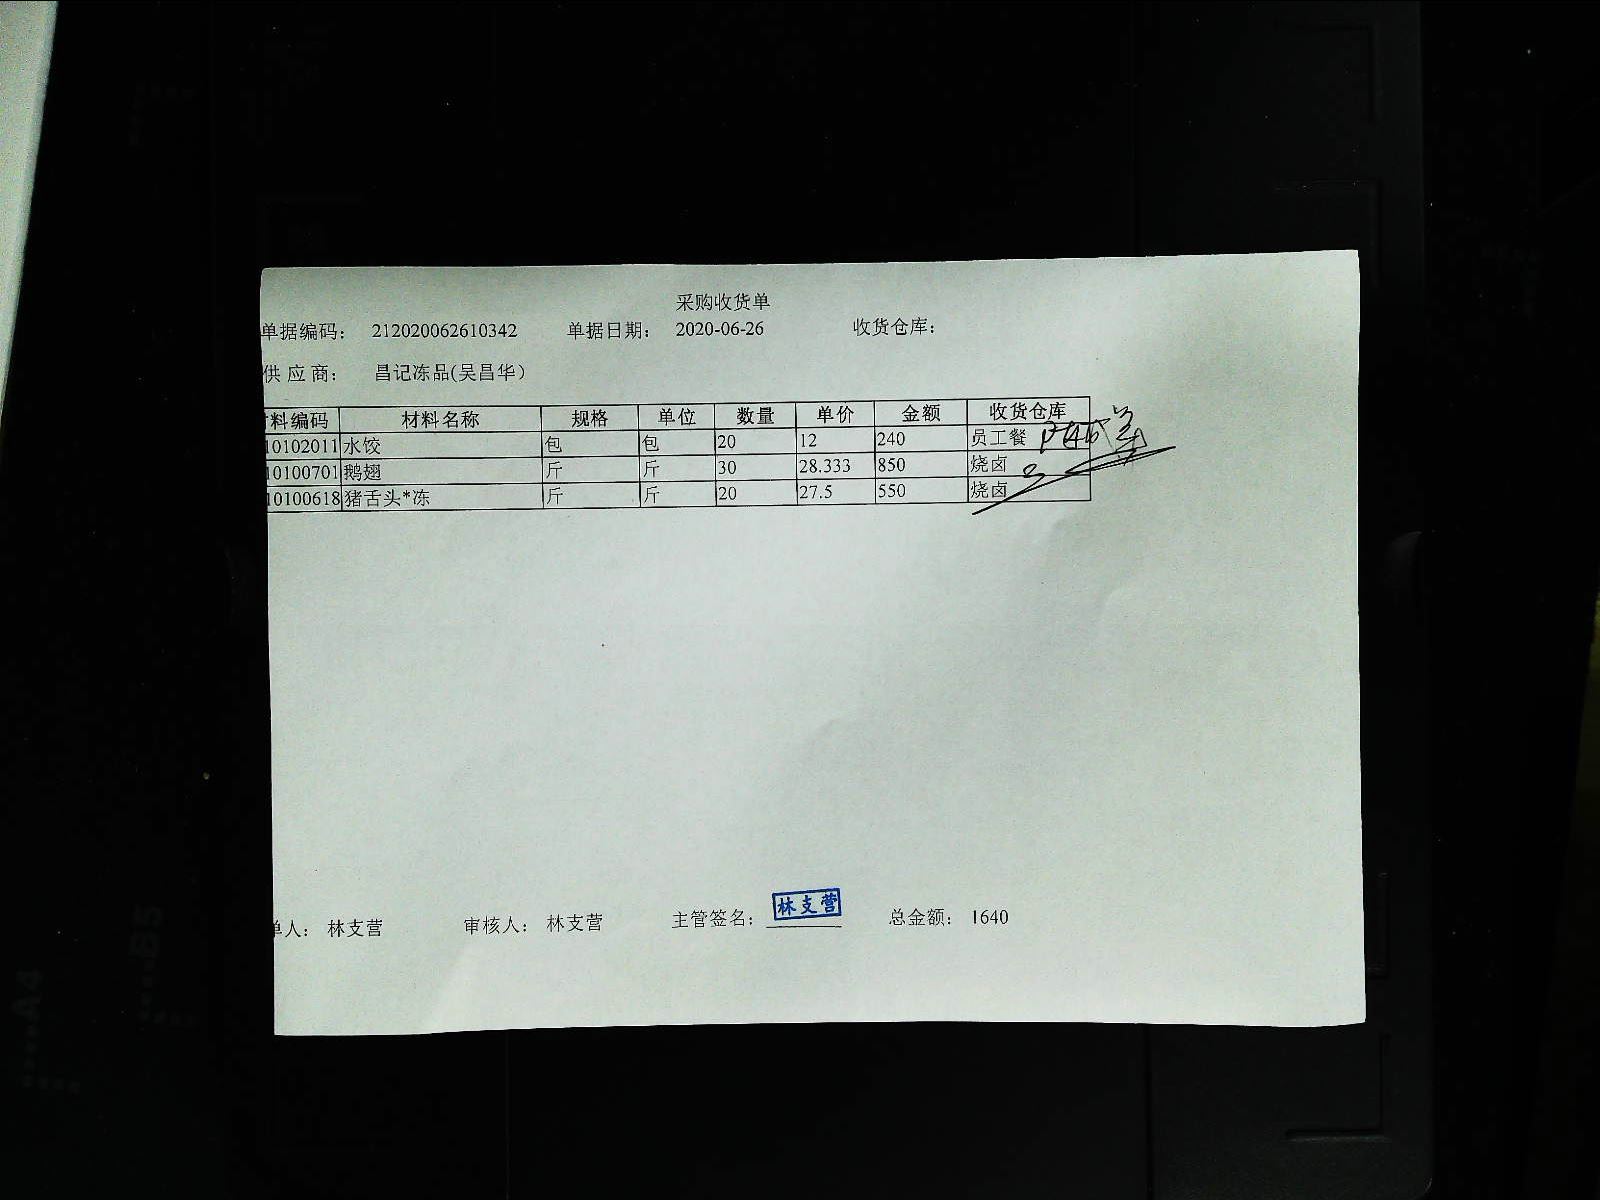 采购收货单
单据编码： 212020062610342 单据日期： 2020-06-26 收货仓库：
供应商： 昌记冻品(吴昌华）
料编码 材料名称 规格 单位 数量 单价 金额 收货仓库
10102011 水饺 包 包 20 12 240 员工餐
10100701 鹅翅 斤 斤 30 28.333 850 烧卤
10100618 猪舌头*冻 斤 斤 20 27.5 550 烧卤
单人： 林支营 审核人： 林支营 主管签名： 林支营 总金额： 1640
A4
B5